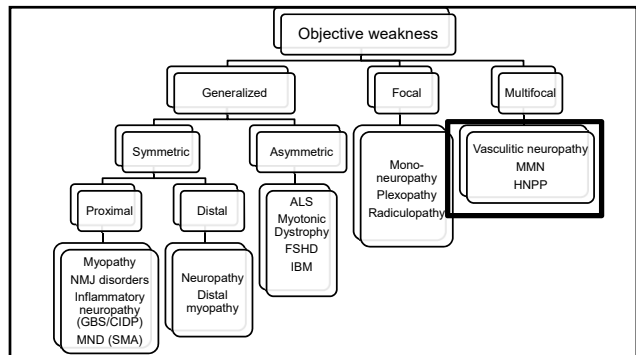 Objective weakness
Generalized
Focal
Multifocal
Symmetric
Asymmetric
Mono-
neuropathy
Plexopathy
Radiculopathy
Vasculitic neuropathy
MMN
HNPP
Proximal
Distal
ALS
Myotonic
Dystrophy
FSHD
IBM
Myopathy
NMJ disorders
Inflammatory
neuropathy
(GBS/CIDP)
MND (SMA)
Neuropathy
Distal
myopathy